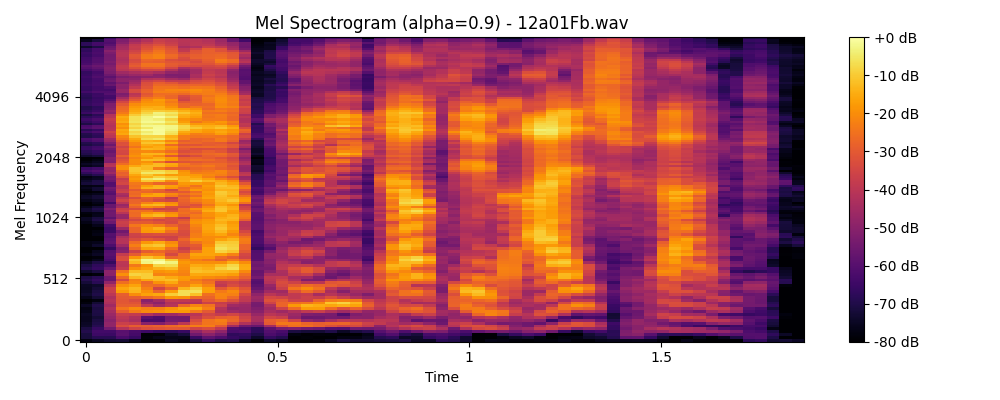 Mel Spectrogram (alpha=0.9) - 12a01Fb.wav
Mel Frequency
4096
2048
1024
512
0
0
0.5
1
1.5
Time
+0 dB
-10 dB
-20 dB
-30 dB
-40 dB
-50 dB
-60 dB
-70 dB
-80 dB